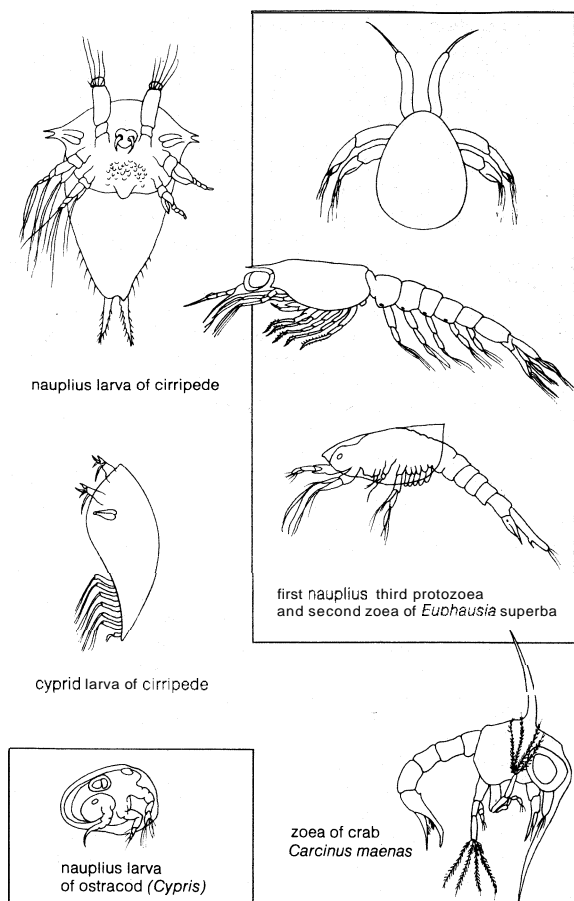 nauplius larva of cirripede
first nauplius third protozoea
and second zoea of Euphausia superba
cyprid larva of cirripede
zoea of crab
Carcinus maenas
nauplius larva
of ostracod (Cypris)